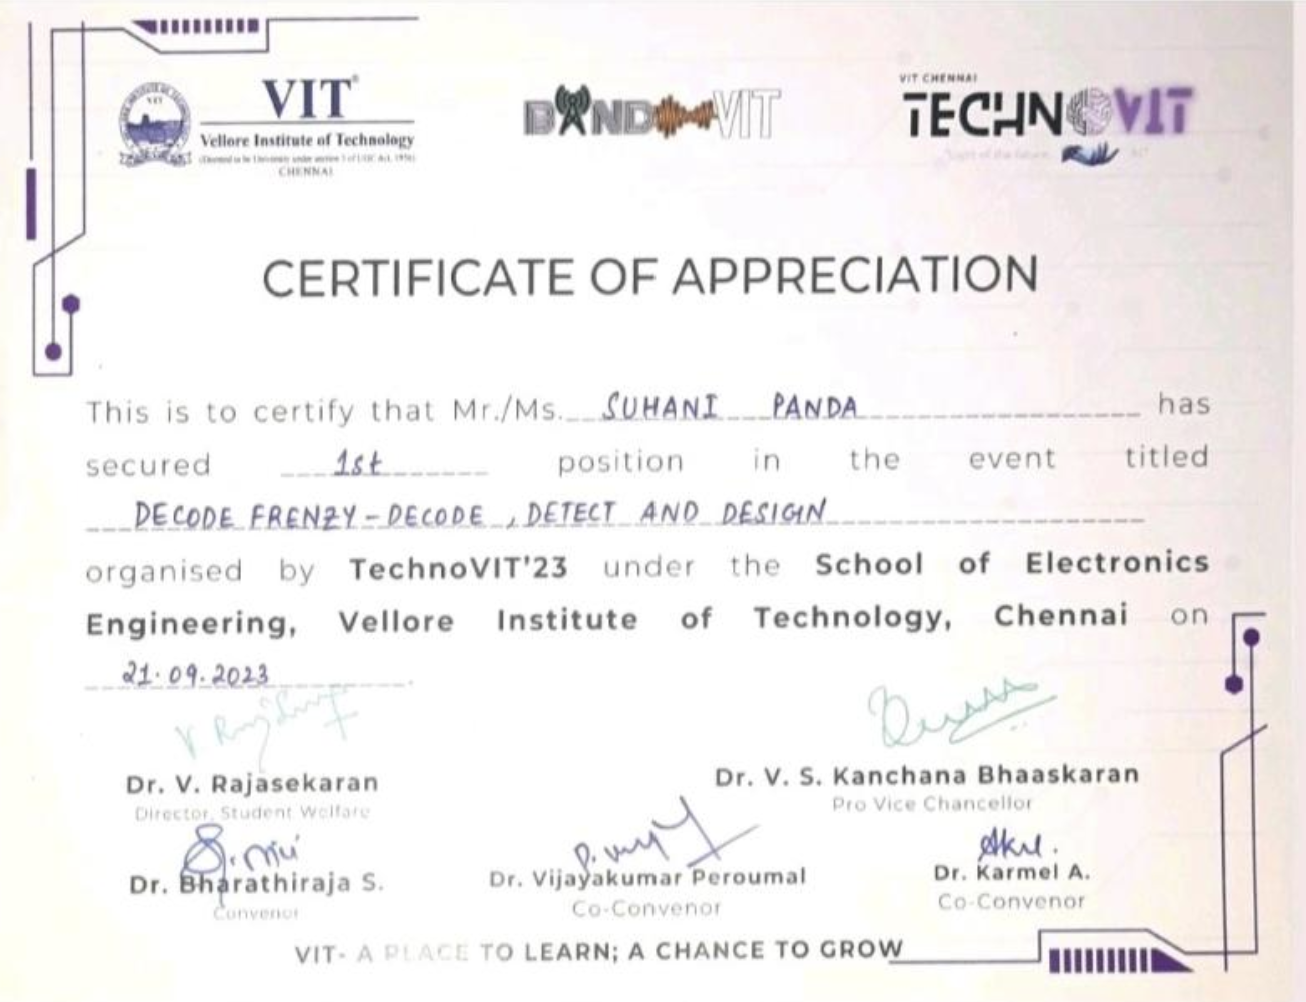 VIT
Vellore Institute of Technology
(Deemed to be University under section 3 of UGC Act, 1956)
CHENNAI
BANDVIT
VIT CHENNAI
TECHNOVIT
CERTIFICATE OF APPRECIATION
This is to certify that Mr./Ms. SUHANI PANDA has
secured 1st position in the event titled
DECODE FRENZY - DECODE , DETECT AND DESIGN
organised by TechnoVIT'23 under the School of Electronics
Engineering, Vellore Institute of Technology, Chennai on
21.09.2023
Dr. V. Rajasekaran
Director, Student Welfare
Dr. V. S. Kanchana Bhaaskaran
Pro Vice Chancellor
Dr. Bharathiraja S.
Convenor
Dr. Vijayakumar Peroumal
Co-Convenor
Dr. Karmel A.
Co-Convenor
VIT- A PLACE TO LEARN; A CHANCE TO GROW